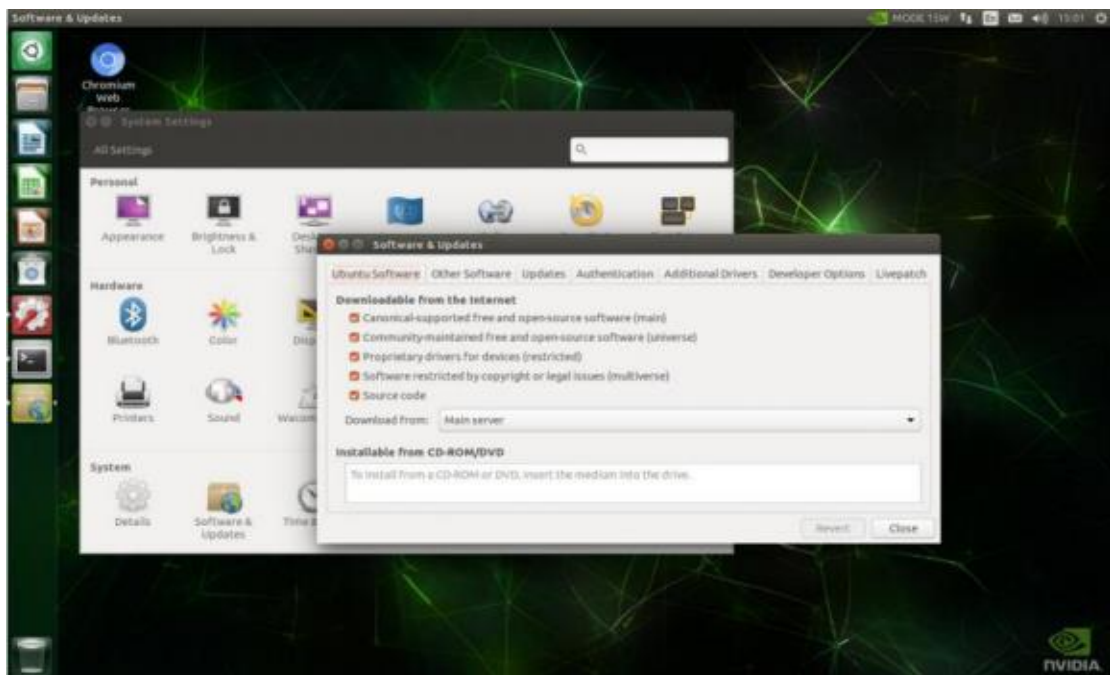 Software & Updates
MODE 15W
En
15:01
Chromium
Web
System Settings
All Settings
Personal
Appearance
Brightness &
Lock
Hardware
Bluetooth
Color
Printers
Sound
System
Details
Software &
Updates
Software & Updates
Ubuntu Software
Other Software
Updates
Authentication
Additional Drivers
Developer Options
Livepatch
Downloadable from the Internet
Canonical-supported free and open-source software (main)
Community-maintained free and open-source software (universe)
Proprietary drivers for devices (restricted)
Software restricted by copyright or legal issues (multiverse)
Source code
Download from:
Main server
Installable from CD-ROM/DVD
To install from a CD-ROM or DVD, insert the medium into the drive.
Revert
Close
NVIDIA.